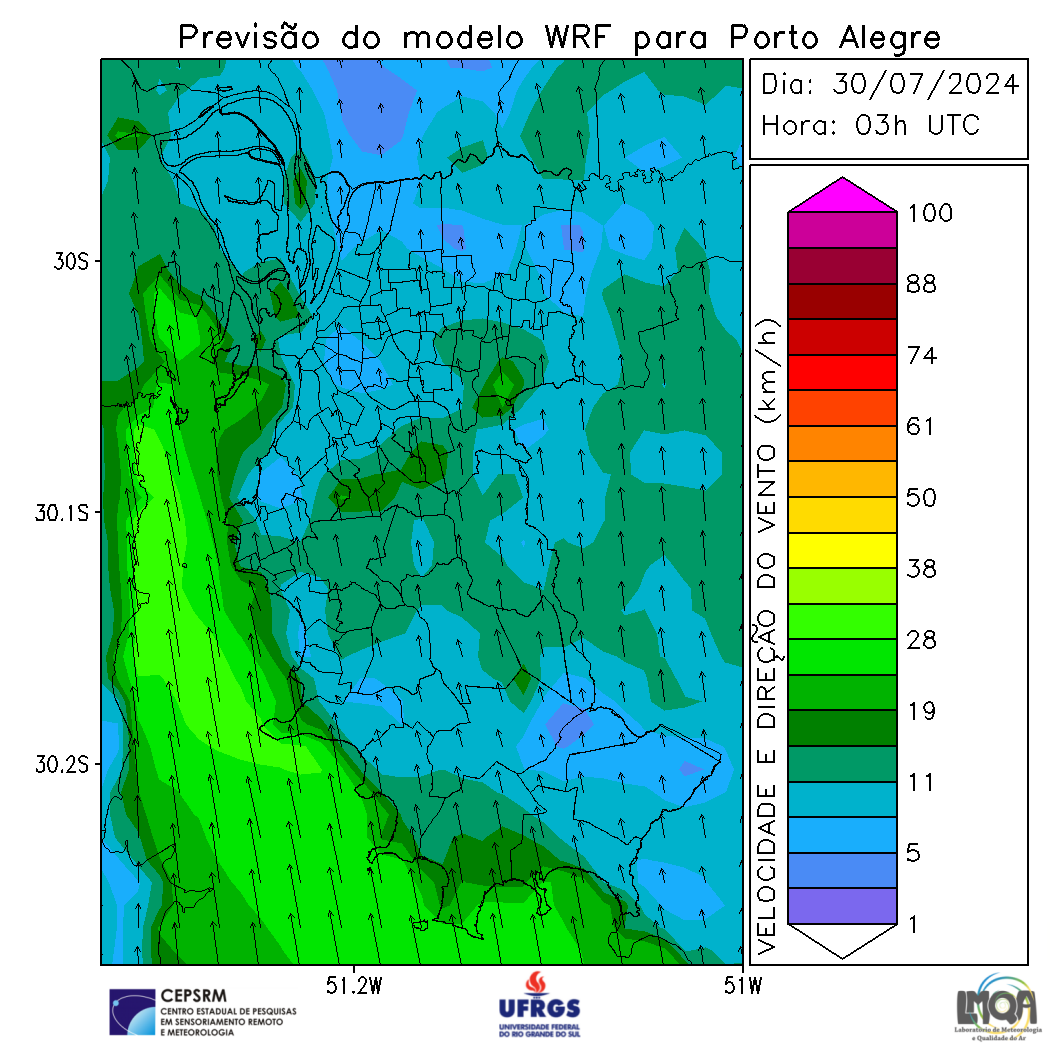 Previsão do modelo WRF para Porto Alegre
Dia: 30/07/2024
Hora: 03h UTC
30S
30.1S
30.2S
51.2W
51W
VELOCIDADE E DIREÇÃO DO VENTO (km/h)
100
88
74
61
50
38
28
19
11
5
1
CEPSRM
CENTRO ESTADUAL DE PESQUISAS
EM SENSORIAMENTO REMOTO
E METEOROLOGIA
UFRGS
UNIVERSIDADE FEDERAL
DO RIO GRANDE DO SUL
LMQA
Laboratório de Meteorologia
e Qualidade do Ar